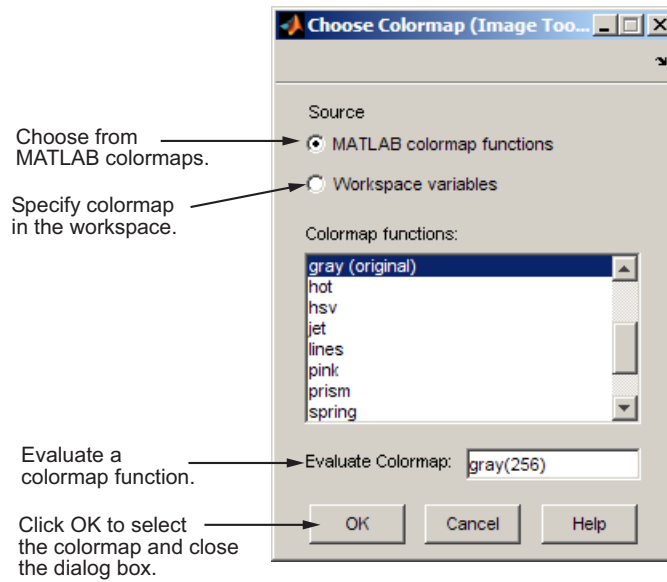 Choose Colormap (Image Too...
Source
Choose from
MATLAB colormaps.
MATLAB colormap functions
Specify colormap
in the workspace.
Workspace variables
Colormap functions:
gray (original)
hot
hsv
jet
lines
pink
prism
spring
Evaluate a
colormap function.
Evaluate Colormap:
gray(256)
Click OK to select
the colormap and close
the dialog box.
OK
Cancel
Help